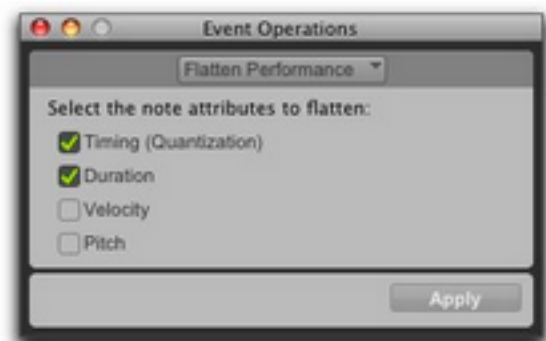 Event Operations
Flatten Performance
Select the note attributes to flatten:
Timing (Quantization)
Duration
Velocity
Pitch
Apply